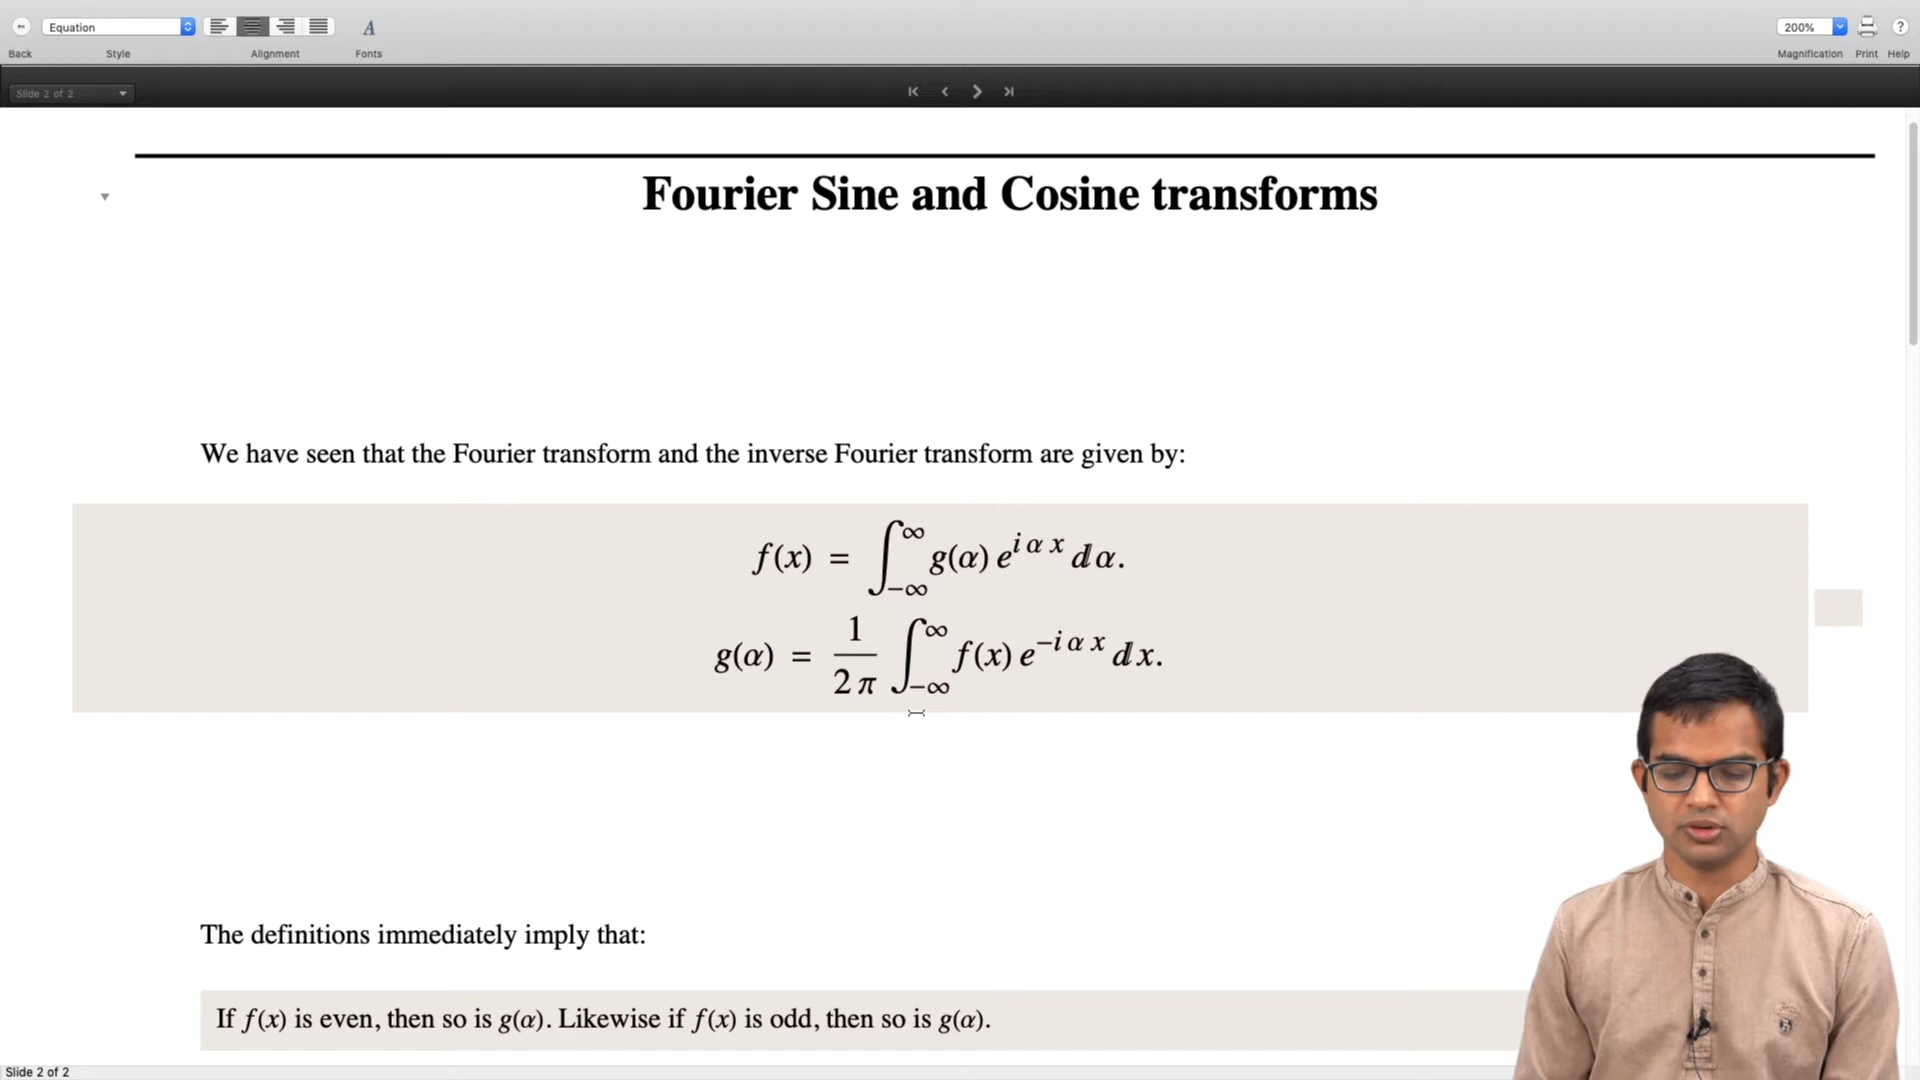 Equation
200%
Back
Style
Alignment
Fonts
Magnification
Print
Help
Slide 2 of 2
Fourier Sine and Cosine transforms
We have seen that the Fourier transform and the inverse Fourier transform are given by:
f(x) = ∫_{-∞}^{∞} g(α) e^{i α x} dα.
g(α) = \frac{1}{2 π} ∫_{-∞}^{∞} f(x) e^{-i α x} dx.
The definitions immediately imply that:
If f(x) is even, then so is g(α). Likewise if f(x) is odd, then so is g(α).
Slide 2 of 2